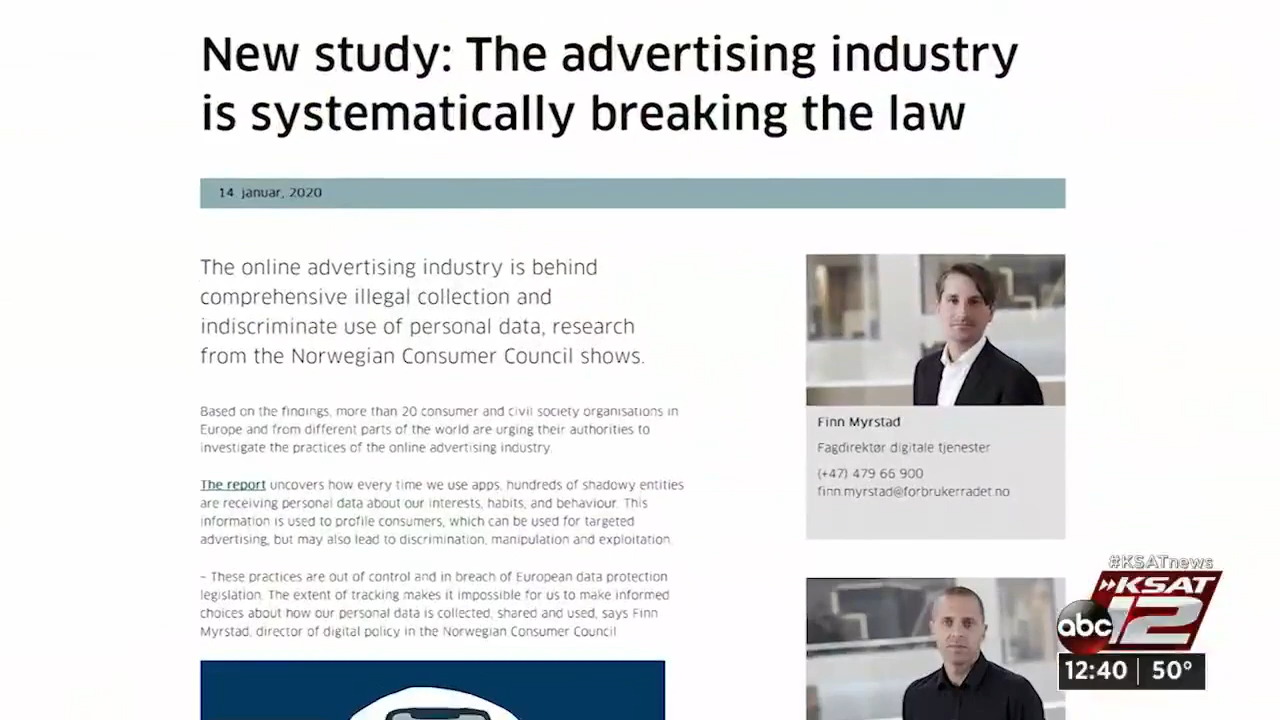 New study: The advertising industry
is systematically breaking the law
14 januar, 2020
The online advertising industry is behind
comprehensive illegal collection and
indiscriminate use of personal data, research
from the Norwegian Consumer Council shows.
Based on the findings, more than 20 consumer and civil society organisations in
Europe and from different parts of the world are urging their authorities to
investigate the practices of the online advertising industry.
The report uncovers how every time we use apps, hundreds of shadowy entities
are receiving personal data about our interests, habits, and behaviour. This
information is used to profile consumers, which can be used for targeted
advertising, but may also lead to discrimination, manipulation and exploitation.
– These practices are out of control and in breach of European data protection
legislation. The extent of tracking makes it impossible for us to make informed
choices about how our personal data is collected, shared and used, says Finn
Myrstad, director of digital policy in the Norwegian Consumer Council
Finn Myrstad
Fagdirektør digitale tjenester
(+47) 479 66 900
finn.myrstad@forbrukerradet.no
#KSATnews
KSAT
abc 12
12:40 | 50°